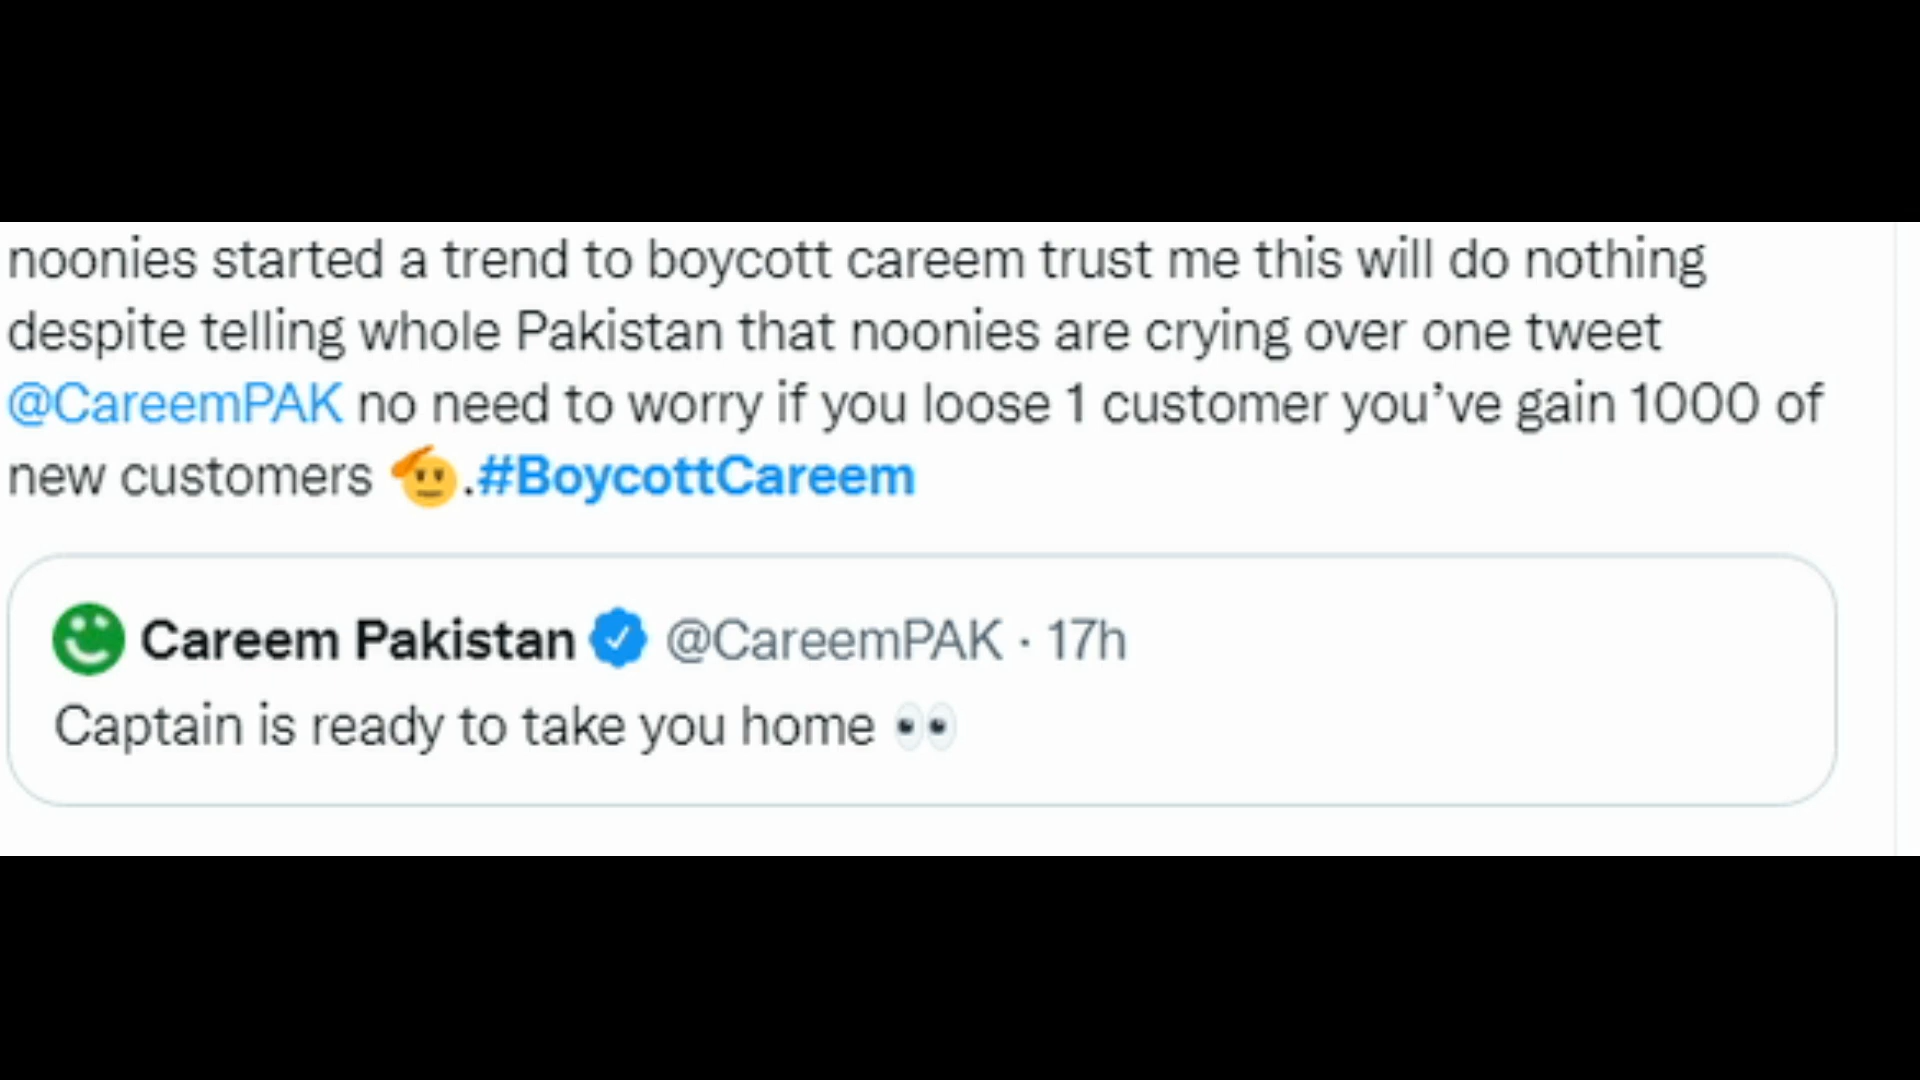 noonies started a trend to boycott careem trust me this will do nothing
despite telling whole Pakistan that noonies are crying over one tweet
@CareemPAK no need to worry if you loose 1 customer you’ve gain 1000 of
new customers 🫡.#BoycottCareem
Careem Pakistan @CareemPAK · 17h
Captain is ready to take you home 👀